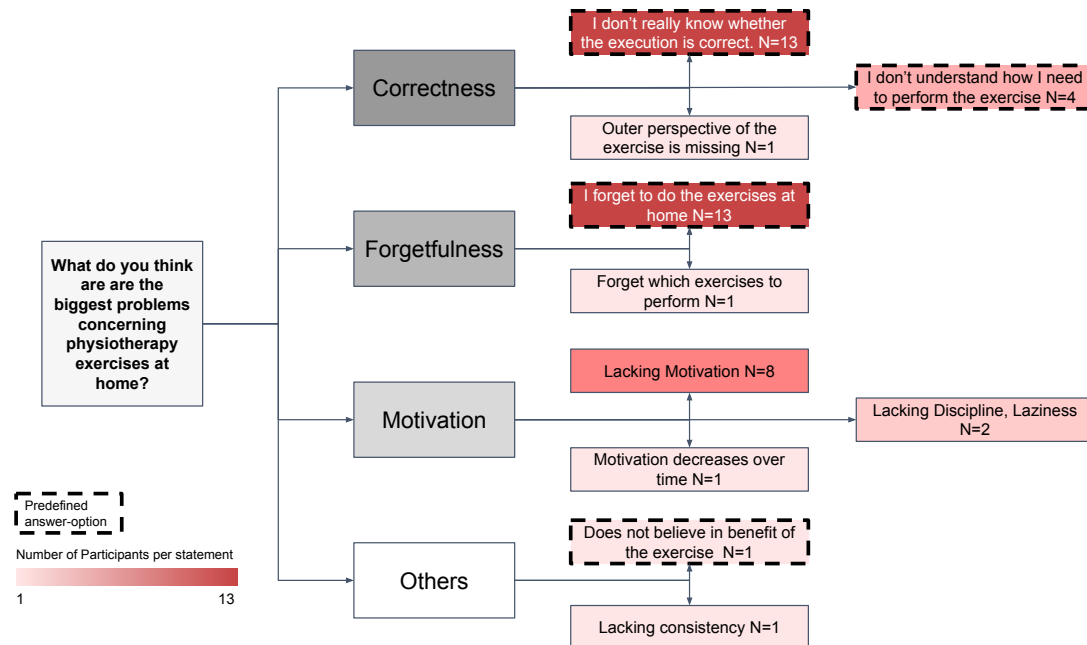 What do you think
are are the
biggest problems
concerning
physiotherapy
exercises at
home?
Correctness
I don't really know whether
the execution is correct. N=13
I don't understand how I need
to perform the exercise N=4
Outer perspective of the
exercise is missing N=1
Forgetfulness
I forget to do the exercises at
home N=13
Forget which exercises to
perform N=1
Motivation
Lacking Motivation N=8
Lacking Discipline, Laziness
N=2
Motivation decreases over
time N=1
Others
Does not believe in benefit of
the exercise N=1
Lacking consistency N=1
Predefined
answer-option
Number of Participants per statement
1
13